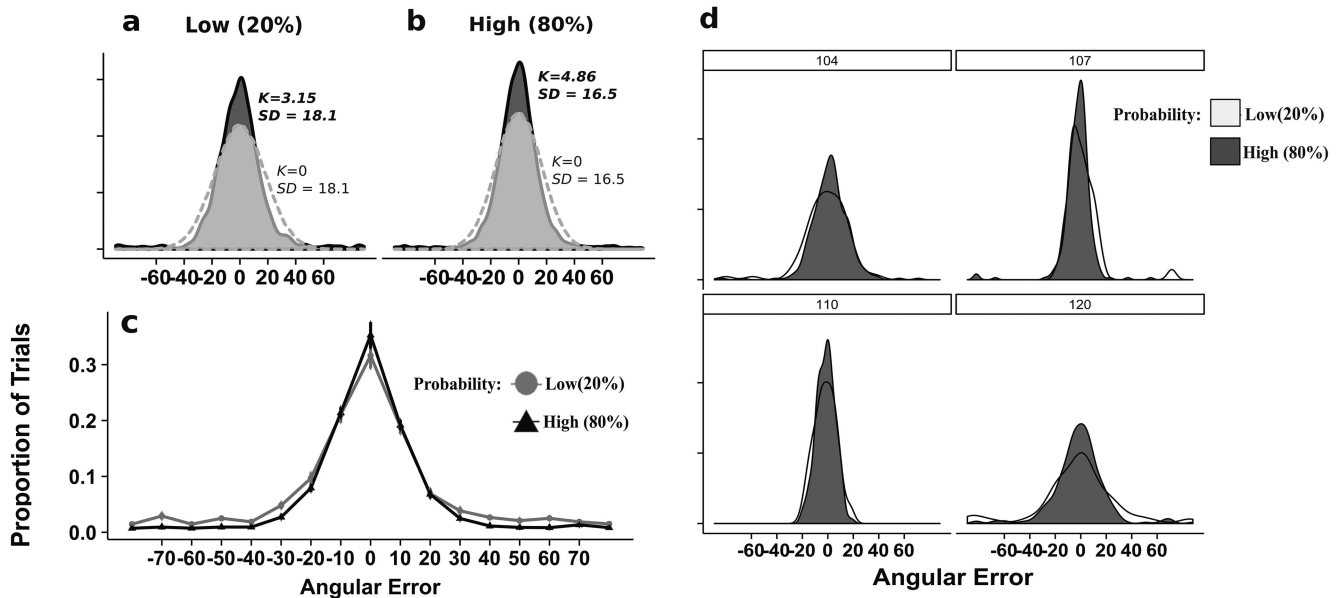 a Low (20%)
K=3.15
SD = 18.1
K=0
SD = 18.1
-60-40-20 0 20 40 60
b High (80%)
K=4.86
SD = 16.5
K=0
SD = 16.5
-60-40-20 0 20 40 60
c
Proportion of Trials
0.3
0.2
0.1
0.0
Probability: Low(20%)
High (80%)
-70-60-50-40-30-20-10 0 10 20 30 40 50 60 70
Angular Error
d
104 107
110 120
Probability: Low(20%)
High (80%)
-60-40-20 0 20 40 60 -60-40-20 0 20 40 60
Angular Error